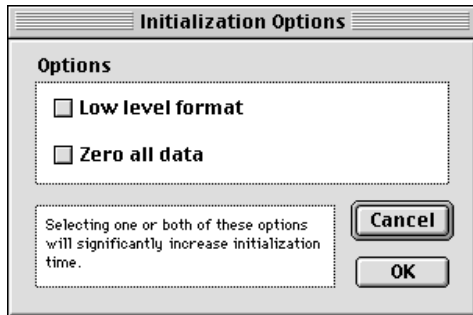 Initialization Options
Options
Low level format
Zero all data
Selecting one or both of these options
will significantly increase initialization
time.
Cancel
OK